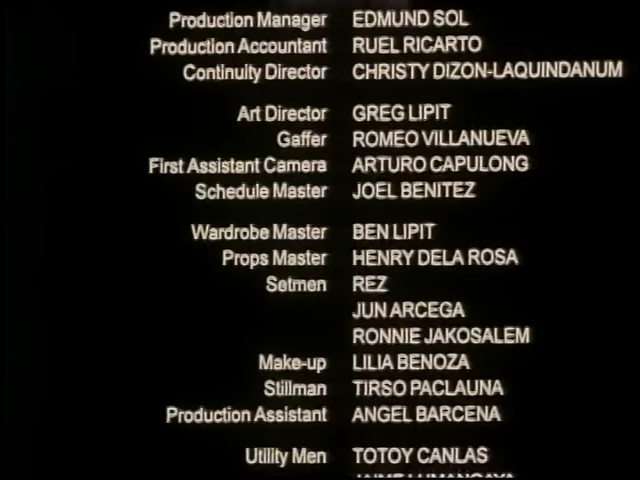 Production Manager EDMUND SOL
Production Accountant RUEL RICARTO
Continuity Director CHRISTY DIZON-LAQUINDANUM
Art Director GREG LIPIT
Gaffer ROMEO VILLANUEVA
First Assistant Camera ARTURO CAPULONG
Schedule Master JOEL BENITEZ
Wardrobe Master BEN LIPIT
Props Master HENRY DELA ROSA
Setmen REZ
JUN ARCEGA
RONNIE JAKOSALEM
Make-up LILIA BENOZA
Stillman TIRSO PACLAUNA
Production Assistant ANGEL BARCENA
Utility Men TOTOY CANLAS